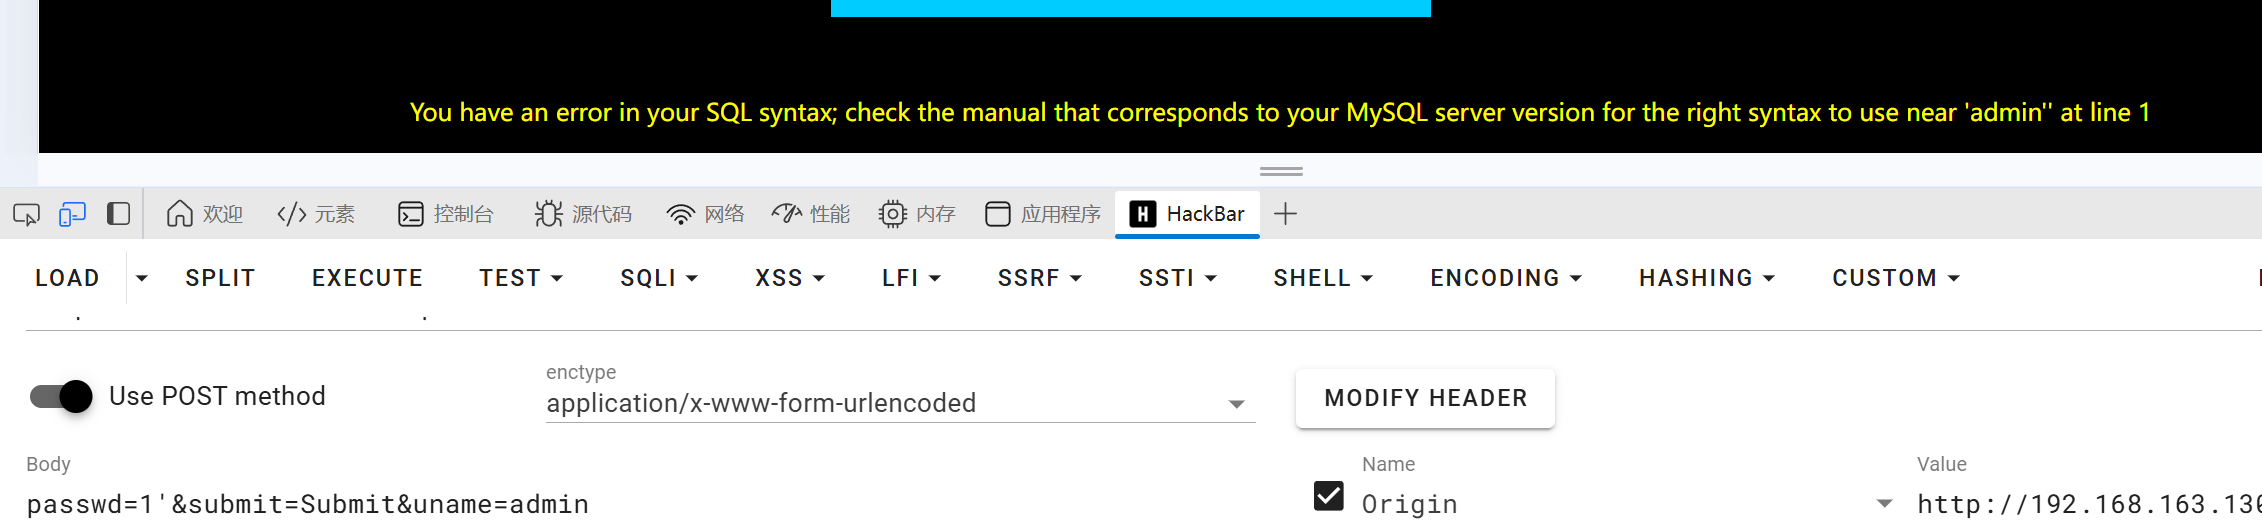 You have an error in your SQL syntax; check the manual that corresponds to your MySQL server version for the right syntax to use near 'admin'' at line 1
欢迎 元素 控制台 源代码 网络 性能 内存 应用程序 HackBar
LOAD SPLIT EXECUTE TEST SQLI XSS LFI SSRF SSTI SHELL ENCODING HASHING CUSTOM
enctype
Use POST method application/x-www-form-urlencoded MODIFY HEADER
Body Name Value
passwd=1'&submit=Submit&uname=admin Origin http://192.168.163.130